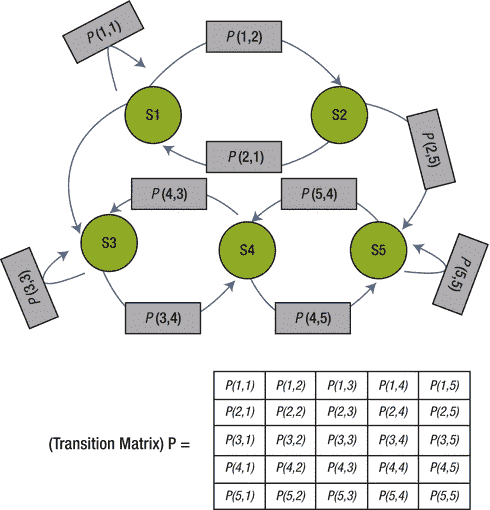 P(1,1)
P(1,2)
S1
S2
P(2,1)
P(2,5)
P(4,3)
P(5,4)
S3
S4
S5
P(3,3)
P(5,5)
P(3,4)
P(4,5)
P(1,1) P(1,2) P(1,3) P(1,4) P(1,5)
P(2,1) P(2,2) P(2,3) P(2,4) P(2,5)
(Transition Matrix) P = P(3,1) P(3,2) P(3,3) P(3,4) P(3,5)
P(4,1) P(4,2) P(4,3) P(4,4) P(4,5)
P(5,1) P(5,2) P(5,3) P(5,4) P(5,5)